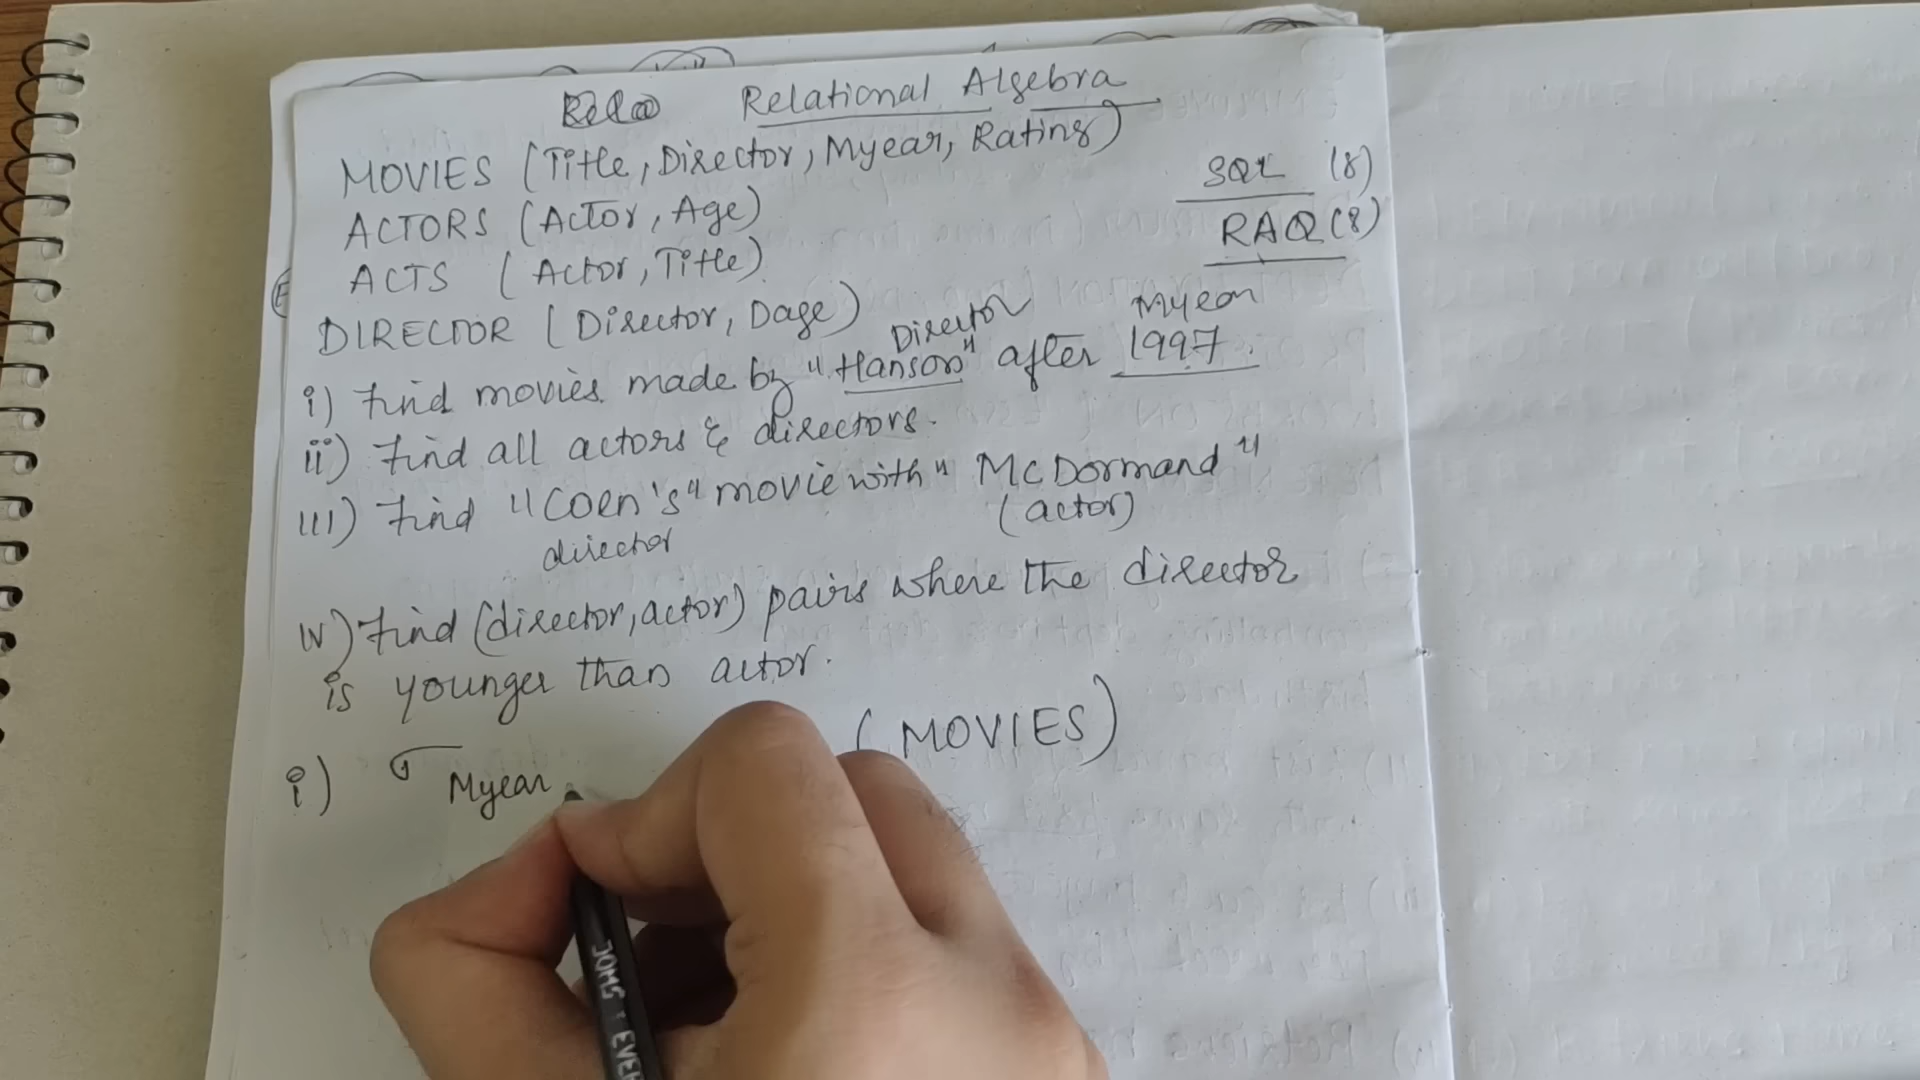 Relational Algebra
MOVIES (Title, Director, Myear, Rating)
SQL (8)
ACTORS (Actor, Age)
RAQ (8)
ACTS (Actor, Title)
DIRECTOR (Director, Dage)
Director Myear
i) Find movies made by "Hanson" after 1997.
ii) Find all actors & directors.
iii) Find "Coen's" movie with "McDormand"
director (actor)
iv) Find (director, actor) pairs where the director
is younger than actor.
i) σ Myear (MOVIES)
JOMS